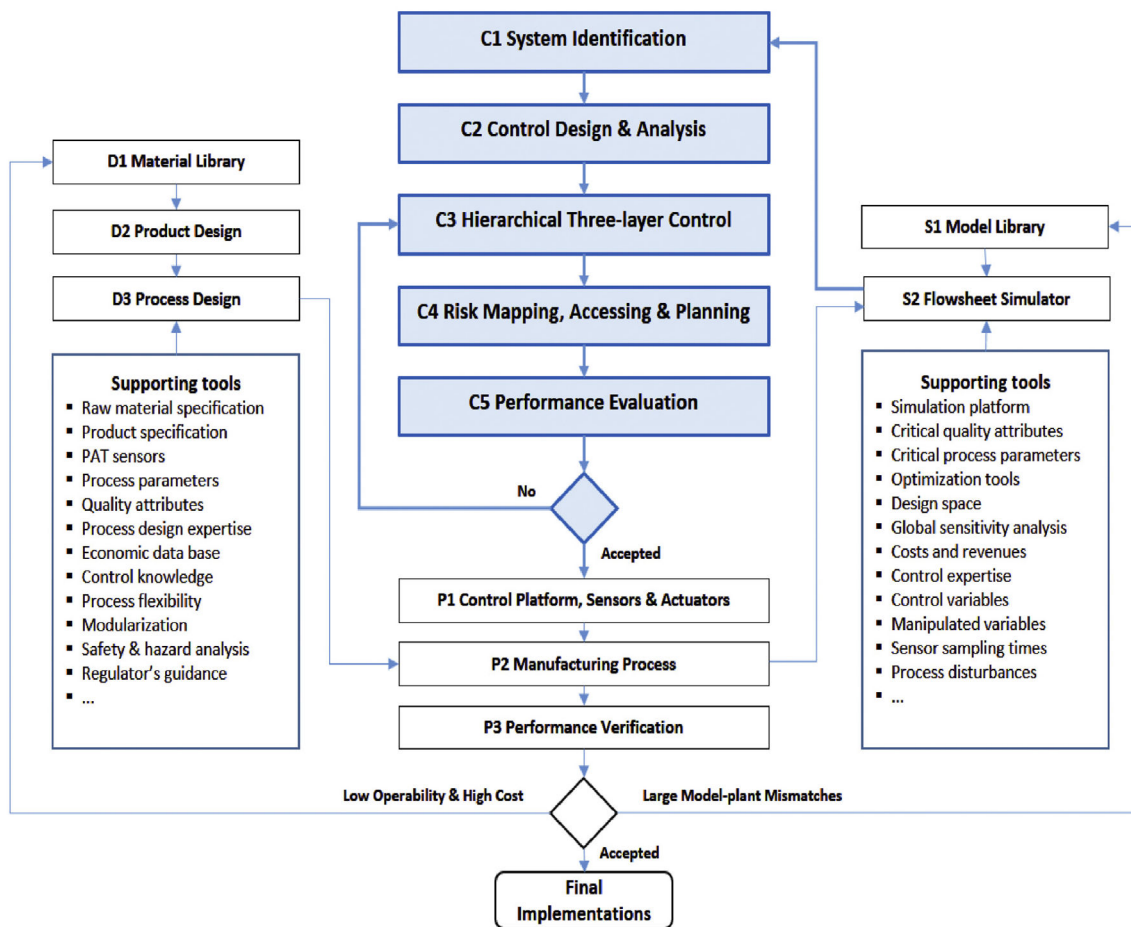 C1 System Identification
C2 Control Design & Analysis
C3 Hierarchical Three-layer Control
C4 Risk Mapping, Accessing & Planning
C5 Performance Evaluation
No
Accepted
D1 Material Library
D2 Product Design
D3 Process Design
Supporting tools
▪ Raw material specification
▪ Product specification
▪ PAT sensors
▪ Process parameters
▪ Quality attributes
▪ Process design expertise
▪ Economic data base
▪ Control knowledge
▪ Process flexibility
▪ Modularization
▪ Safety & hazard analysis
▪ Regulator's guidance
▪ ...
S1 Model Library
S2 Flowsheet Simulator
Supporting tools
▪ Simulation platform
▪ Critical quality attributes
▪ Critical process parameters
▪ Optimization tools
▪ Design space
▪ Global sensitivity analysis
▪ Costs and revenues
▪ Control expertise
▪ Control variables
▪ Manipulated variables
▪ Sensor sampling times
▪ Process disturbances
▪ ...
P1 Control Platform, Sensors & Actuators
P2 Manufacturing Process
P3 Performance Verification
Low Operability & High Cost
Large Model-plant Mismatches
Accepted
Final
Implementations